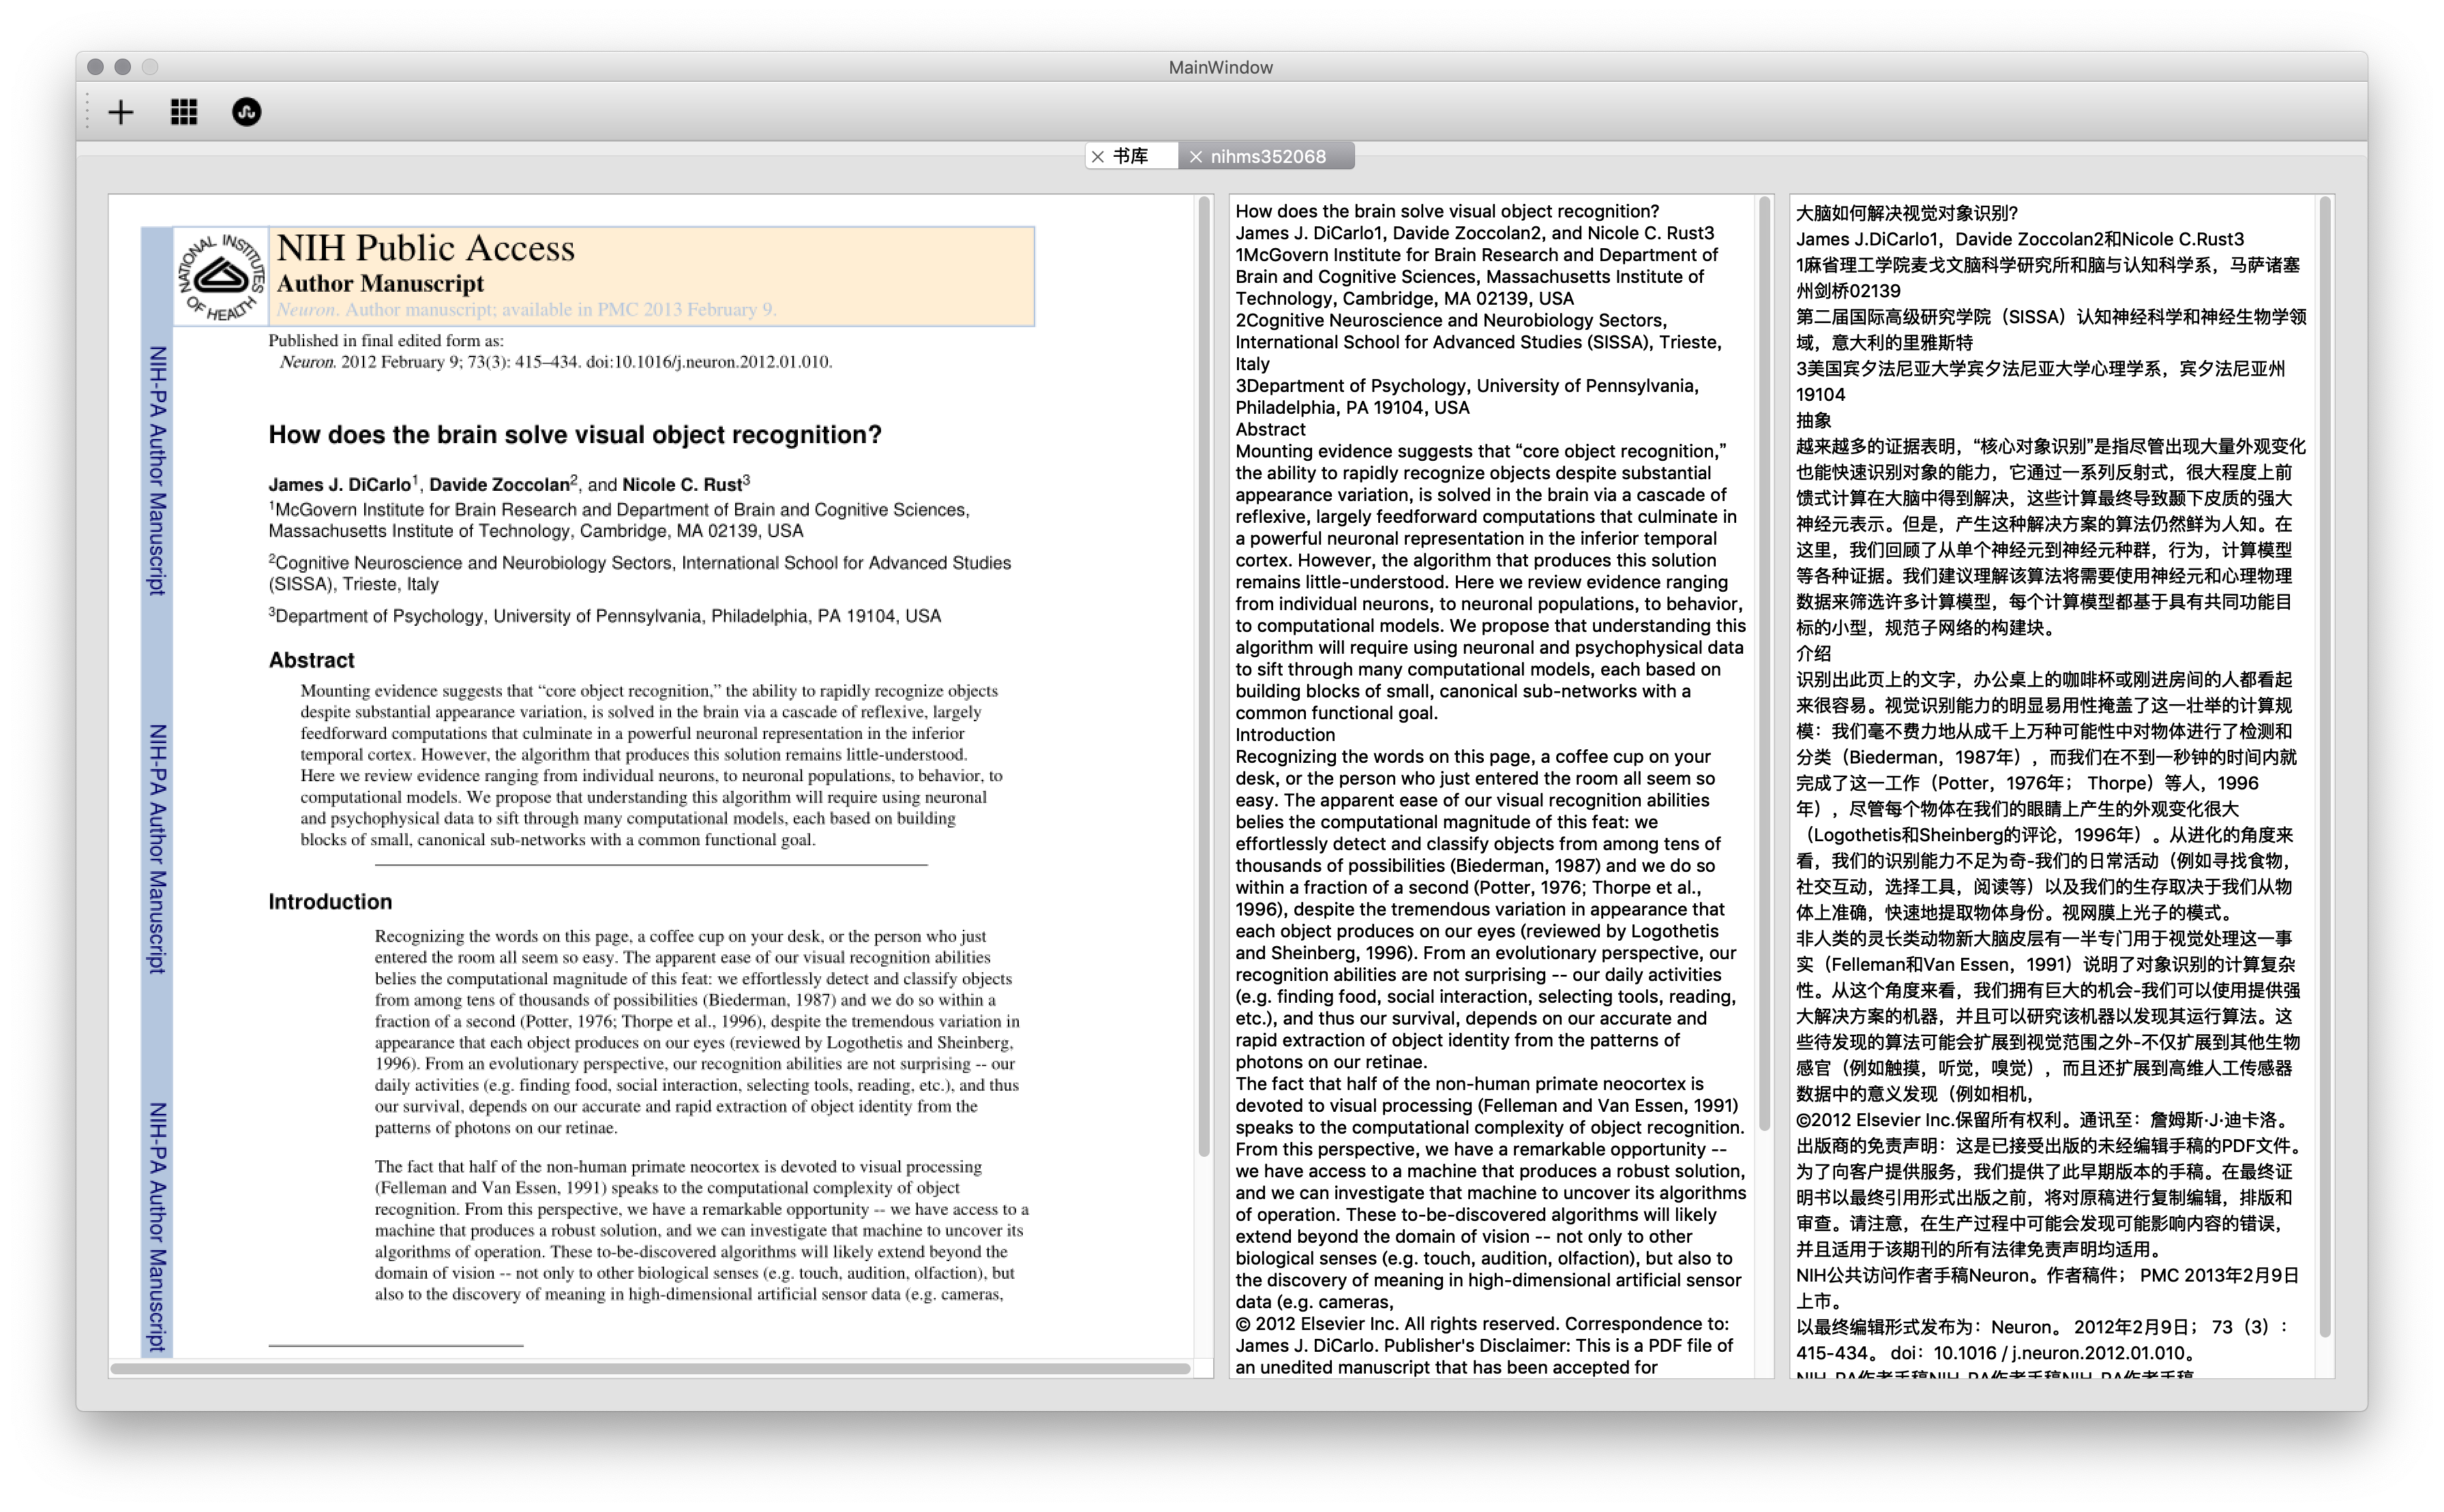 MainWindow
书库
nihms352068
NATIONAL INSTITUTES OF HEALTH
NIH Public Access
Author Manuscript
Neuron. Author manuscript; available in PMC 2013 February 9.
Published in final edited form as:
Neuron. 2012 February 9; 73(3): 415–434. doi:10.1016/j.neuron.2012.01.010.
How does the brain solve visual object recognition?
James J. DiCarlo1, Davide Zoccolan2, and Nicole C. Rust3
1McGovern Institute for Brain Research and Department of Brain and Cognitive Sciences,
Massachusetts Institute of Technology, Cambridge, MA 02139, USA
2Cognitive Neuroscience and Neurobiology Sectors, International School for Advanced Studies
(SISSA), Trieste, Italy
3Department of Psychology, University of Pennsylvania, Philadelphia, PA 19104, USA
Abstract
Mounting evidence suggests that “core object recognition,” the ability to rapidly recognize objects
despite substantial appearance variation, is solved in the brain via a cascade of reflexive, largely
feedforward computations that culminate in a powerful neuronal representation in the inferior
temporal cortex. However, the algorithm that produces this solution remains little-understood.
Here we review evidence ranging from individual neurons, to neuronal populations, to behavior, to
computational models. We propose that understanding this algorithm will require using neuronal
and psychophysical data to sift through many computational models, each based on building
blocks of small, canonical sub-networks with a common functional goal.
Introduction
Recognizing the words on this page, a coffee cup on your desk, or the person who just
entered the room all seem so easy. The apparent ease of our visual recognition abilities
belies the computational magnitude of this feat: we effortlessly detect and classify objects
from among tens of thousands of possibilities (Biederman, 1987) and we do so within a
fraction of a second (Potter, 1976; Thorpe et al., 1996), despite the tremendous variation in
appearance that each object produces on our eyes (reviewed by Logothetis and Sheinberg,
1996). From an evolutionary perspective, our recognition abilities are not surprising -- our
daily activities (e.g. finding food, social interaction, selecting tools, reading, etc.), and thus
our survival, depends on our accurate and rapid extraction of object identity from the
patterns of photons on our retinae.
The fact that half of the non-human primate neocortex is devoted to visual processing
(Felleman and Van Essen, 1991) speaks to the computational complexity of object
recognition. From this perspective, we have a remarkable opportunity -- we have access to a
machine that produces a robust solution, and we can investigate that machine to uncover its
algorithms of operation. These to-be-discovered algorithms will likely extend beyond the
domain of vision -- not only to other biological senses (e.g. touch, audition, olfaction), but
also to the discovery of meaning in high-dimensional artificial sensor data (e.g. cameras,
NIH-PA Author Manuscript
NIH-PA Author Manuscript
NIH-PA Author Manuscript
How does the brain solve visual object recognition?
James J. DiCarlo1, Davide Zoccolan2, and Nicole C. Rust3
1McGovern Institute for Brain Research and Department of
Brain and Cognitive Sciences, Massachusetts Institute of
Technology, Cambridge, MA 02139, USA
2Cognitive Neuroscience and Neurobiology Sectors,
International School for Advanced Studies (SISSA), Trieste,
Italy
3Department of Psychology, University of Pennsylvania,
Philadelphia, PA 19104, USA
Abstract
Mounting evidence suggests that “core object recognition,”
the ability to rapidly recognize objects despite substantial
appearance variation, is solved in the brain via a cascade of
reflexive, largely feedforward computations that culminate in
a powerful neuronal representation in the inferior temporal
cortex. However, the algorithm that produces this solution
remains little-understood. Here we review evidence ranging
from individual neurons, to neuronal populations, to behavior,
to computational models. We propose that understanding this
algorithm will require using neuronal and psychophysical data
to sift through many computational models, each based on
building blocks of small, canonical sub-networks with a
common functional goal.
Introduction
Recognizing the words on this page, a coffee cup on your
desk, or the person who just entered the room all seem so
easy. The apparent ease of our visual recognition abilities
belies the computational magnitude of this feat: we
effortlessly detect and classify objects from among tens of
thousands of possibilities (Biederman, 1987) and we do so
within a fraction of a second (Potter, 1976; Thorpe et al.,
1996), despite the tremendous variation in appearance that
each object produces on our eyes (reviewed by Logothetis
and Sheinberg, 1996). From an evolutionary perspective, our
recognition abilities are not surprising -- our daily activities
(e.g. finding food, social interaction, selecting tools, reading,
etc.), and thus our survival, depends on our accurate and
rapid extraction of object identity from the patterns of
photons on our retinae.
The fact that half of the non-human primate neocortex is
devoted to visual processing (Felleman and Van Essen, 1991)
speaks to the computational complexity of object recognition.
From this perspective, we have a remarkable opportunity --
we have access to a machine that produces a robust solution,
and we can investigate that machine to uncover its algorithms
of operation. These to-be-discovered algorithms will likely
extend beyond the domain of vision -- not only to other
biological senses (e.g. touch, audition, olfaction), but also to
the discovery of meaning in high-dimensional artificial sensor
data (e.g. cameras,
© 2012 Elsevier Inc. All rights reserved. Correspondence to:
James J. DiCarlo. Publisher's Disclaimer: This is a PDF file of
an unedited manuscript that has been accepted for
大脑如何解决视觉对象识别?
James J.DiCarlo1，Davide Zoccolan2和Nicole C.Rust3
1麻省理工学院麦戈文脑科学研究所和脑与认知科学系，马萨诸塞
州剑桥02139
第二届国际高级研究学院（SISSA）认知神经科学和神经生物学领
域，意大利的里雅斯特
3美国宾夕法尼亚大学宾夕法尼亚大学心理学系，宾夕法尼亚州
19104
抽象
越来越多的证据表明，“核心对象识别”是指尽管出现大量外观变化
也能快速识别对象的能力，它通过一系列反射式，很大程度上前
馈式计算在大脑中得到解决，这些计算最终导致颞下皮质的强大
神经元表示。但是，产生这种解决方案的算法仍然鲜为人知。在
这里，我们回顾了从单个神经元到神经元种群，行为，计算模型
等各种证据。我们建议理解该算法将需要使用神经元和心理物理
数据来筛选许多计算模型，每个计算模型都基于具有共同功能目
标的小型，规范子网络的构建块。
介绍
识别出此页上的文字，办公桌上的咖啡杯或刚进房间的人都看起
来很容易。视觉识别能力的明显易用性掩盖了这一壮举的计算规
模：我们毫不费力地从成千上万种可能性中对物体进行了检测和
分类（Biederman，1987年），而我们在不到一秒钟的时间内就
完成了这一工作（Potter，1976年； Thorpe）等人，1996
年），尽管每个物体在我们的眼睛上产生的外观变化很大
（Logothetis和Sheinberg的评论，1996年）。从进化的角度来
看，我们的识别能力不足为奇-我们的日常活动（例如寻找食物，
社交互动，选择工具，阅读等）以及我们的生存取决于我们从物
体上准确，快速地提取物体身份。视网膜上光子的模式。
非人类的灵长类动物新大脑皮层有一半专门用于视觉处理这一事
实（Felleman和Van Essen，1991）说明了对象识别的计算复杂
性。从这个角度来看，我们拥有巨大的机会-我们可以使用提供强
大解决方案的机器，并且可以研究该机器以发现其运行算法。这
些待发现的算法可能会扩展到视觉范围之外-不仅扩展到其他生物
感官（例如触摸，听觉，嗅觉），而且还扩展到高维人工传感器
数据中的意义发现（例如相机，
©2012 Elsevier Inc.保留所有权利。通讯至：詹姆斯·J·迪卡洛。
出版商的免责声明：这是已接受出版的未经编辑手稿的PDF文件。
为了向客户提供服务，我们提供了此早期版本的手稿。在最终证
明书以最终引用形式出版之前，将对原稿进行复制编辑，排版和
审查。请注意，在生产过程中可能会发现可能影响内容的错误，
并且适用于该期刊的所有法律免责声明均适用。
NIH公共访问作者手稿Neuron。作者稿件； PMC 2013年2月9日
上市。
以最终编辑形式发布为：Neuron。 2012年2月9日； 73（3）：
415-434。 doi：10.1016 / j.neuron.2012.01.010。
NIH-PA作者手稿NIH-PA作者手稿NIH-PA作者手稿